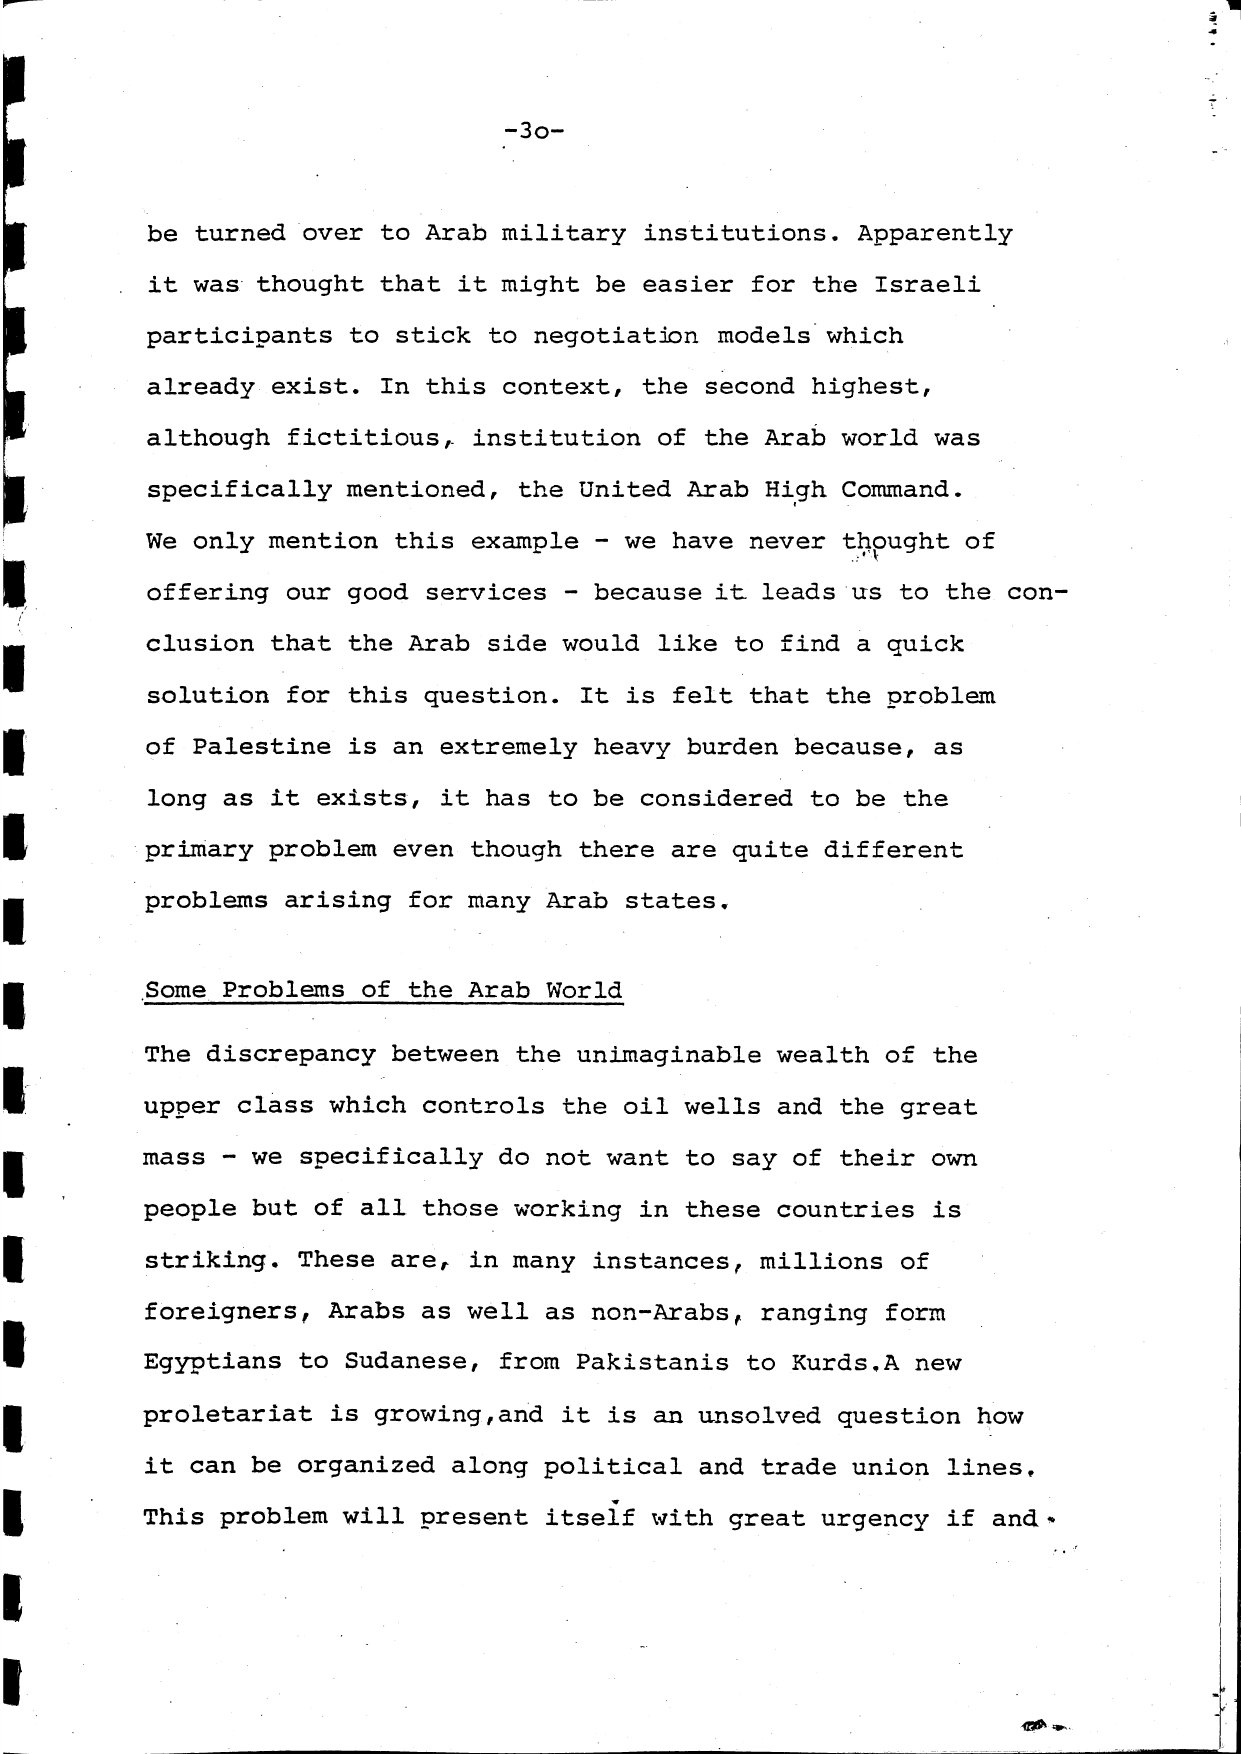 -3o-
be turned over to Arab military institutions. Apparently
it was thought that it might be easier for the Israeli
participants to stick to negotiation models which
already exist. In this context, the second highest,
although fictitious, institution of the Arab world was
specifically mentioned, the United Arab High Command.
We only mention this example - we have never thought of
offering our good services - because it leads us to the con-
clusion that the Arab side would like to find a quick
solution for this question. It is felt that the problem
of Palestine is an extremely heavy burden because, as
long as it exists, it has to be considered to be the
primary problem even though there are quite different
problems arising for many Arab states.
Some Problems of the Arab World
The discrepancy between the unimaginable wealth of the
upper class which controls the oil wells and the great
mass - we specifically do not want to say of their own
people but of all those working in these countries is
striking. These are, in many instances, millions of
foreigners, Arabs as well as non-Arabs, ranging form
Egyptians to Sudanese, from Pakistanis to Kurds.A new
proletariat is growing,and it is an unsolved question how
it can be organized along political and trade union lines.
This problem will present itself with great urgency if and